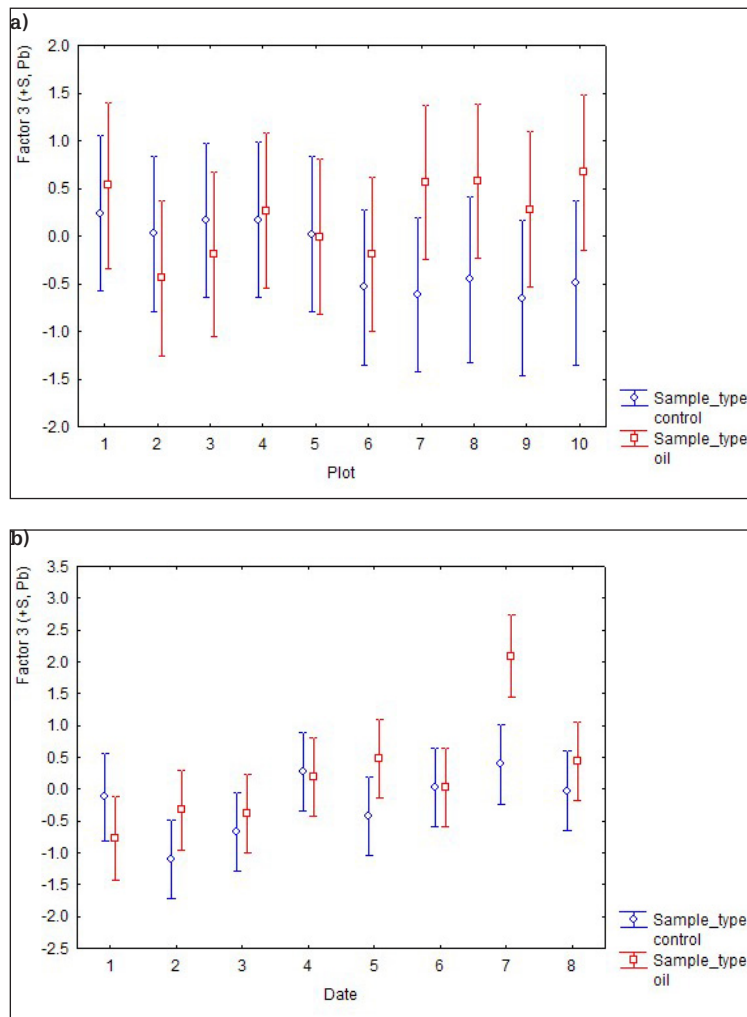 a)
Factor 3 (+S, Pb)
2.0
1.5
1.0
0.5
0.0
-0.5
-1.0
-1.5
-2.0
1 2 3 4 5 6 7 8 9 10
Plot
Sample_type
control
Sample_type
oil
b)
Factor 3 (+S, Pb)
3.5
3.0
2.5
2.0
1.5
1.0
0.5
0.0
-0.5
-1.0
-1.5
-2.0
-2.5
1 2 3 4 5 6 7 8
Date
Sample_type
control
Sample_type
oil